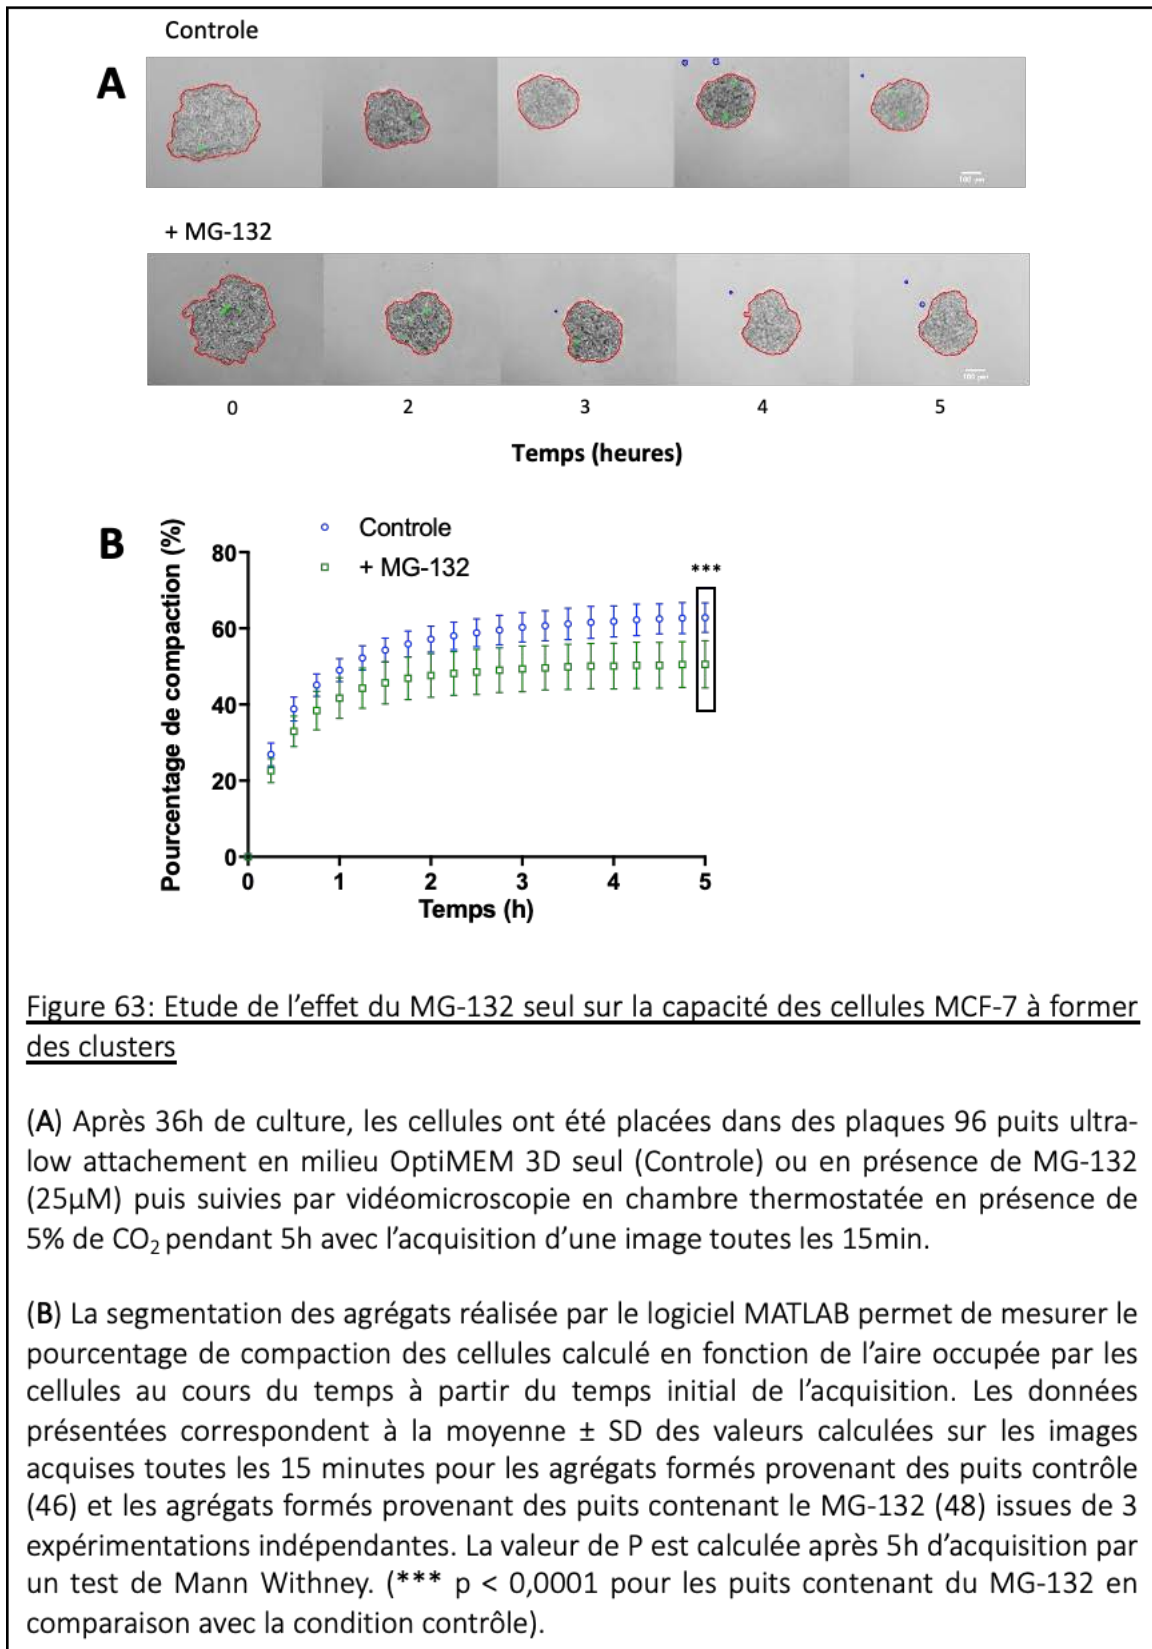 Controle
A
100 µm
+ MG-132
100 µm
0 2 3 4 5
Temps (heures)
B
Pourcentage de compaction (%)
Controle
+ MG-132
80
60
40
20
0
***
0 1 2 3 4 5
Temps (h)
Figure 63: Etude de l’effet du MG-132 seul sur la capacité des cellules MCF-7 à former
des clusters
(A) Après 36h de culture, les cellules ont été placées dans des plaques 96 puits ultra-
low attachement en milieu OptiMEM 3D seul (Controle) ou en présence de MG-132
(25µM) puis suivies par vidéomicroscopie en chambre thermostatée en présence de
5% de CO₂ pendant 5h avec l’acquisition d’une image toutes les 15min.
(B) La segmentation des agrégats réalisée par le logiciel MATLAB permet de mesurer le
pourcentage de compaction des cellules calculé en fonction de l’aire occupée par les
cellules au cours du temps à partir du temps initial de l’acquisition. Les données
présentées correspondent à la moyenne ± SD des valeurs calculées sur les images
acquises toutes les 15 minutes pour les agrégats formés provenant des puits contrôle
(46) et les agrégats formés provenant des puits contenant le MG-132 (48) issues de 3
expérimentations indépendantes. La valeur de P est calculée après 5h d’acquisition par
un test de Mann Withney. (*** p < 0,0001 pour les puits contenant du MG-132 en
comparaison avec la condition contrôle).